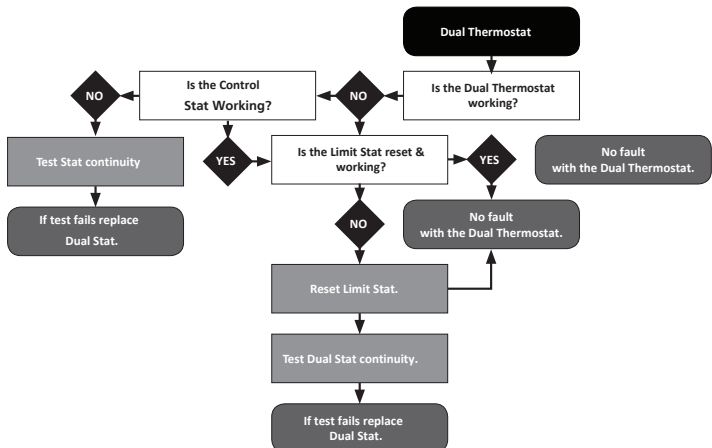 Dual Thermostat
Is the Control
Stat Working?
NO
NO
Is the Dual Thermostat
working?
Test Stat continuity
YES
Is the Limit Stat reset &
working?
YES
No fault
with the Dual Thermostat.
If test fails replace
Dual Stat.
NO
No fault
with the Dual Thermostat.
Reset Limit Stat.
Test Dual Stat continuity.
If test fails replace
Dual Stat.